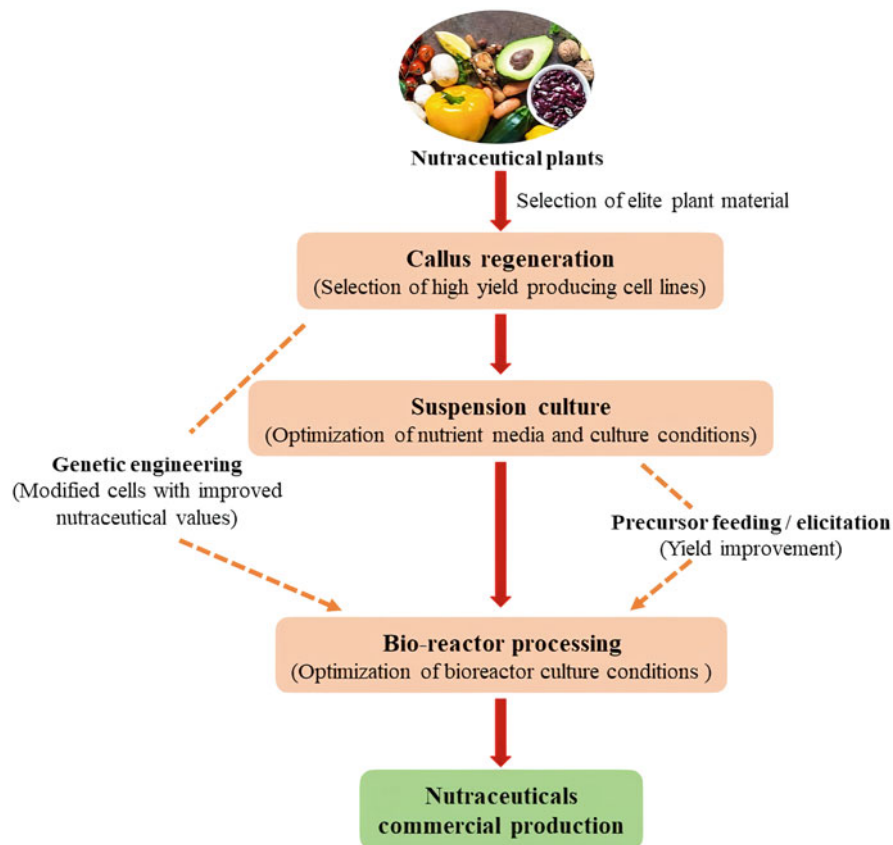 Nutraceutical plants
Selection of elite plant material
Callus regeneration
(Selection of high yield producing cell lines)
Suspension culture
(Optimization of nutrient media and culture conditions)
Genetic engineering
(Modified cells with improved
nutraceutical values)
Precursor feeding / elicitation
(Yield improvement)
Bio-reactor processing
(Optimization of bioreactor culture conditions )
Nutraceuticals
commercial production